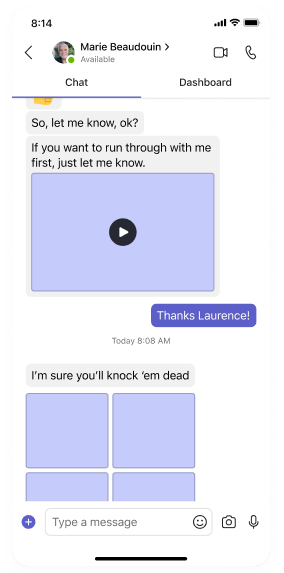 8:14
Marie Beaudouin
Available
Chat
Dashboard
So, let me know, ok?
If you want to run through with me
first, just let me know.
Thanks Laurence!
Today 8:08 AM
I’m sure you’ll knock ‘em dead
Type a message